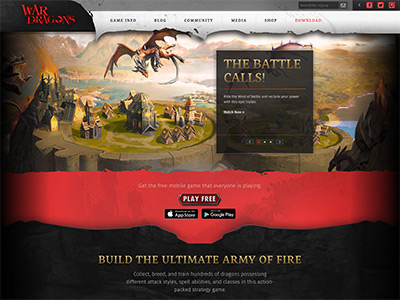 WAR
DRAGONS
GAME INFO BLOG COMMUNITY MEDIA SHOP DOWNLOAD
THE BATTLE
CALLS!
Ride the Wind of Battle and reclaim your power
with this epic trailer.
Watch Now »
Get the free mobile game that everyone is playing.
PLAY FREE
App Store
Google Play
BUILD THE ULTIMATE ARMY OF FIRE
Collect, breed, and train hundreds of dragons possessing
different attack styles, spell abilities, and classes in this action-
packed strategy game.